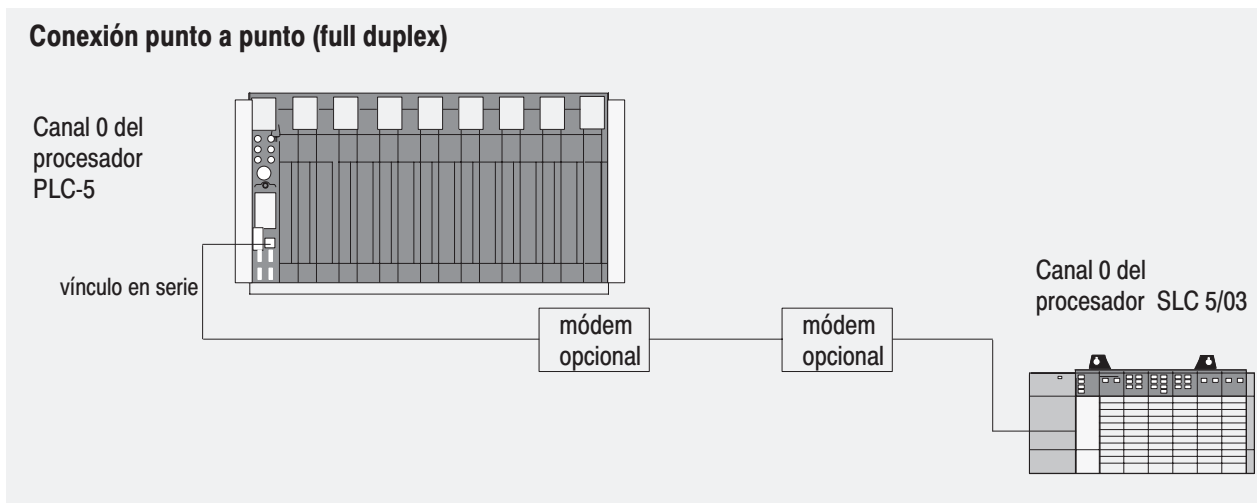 Conexión punto a punto (full duplex)
Canal 0 del
procesador
PLC-5
vínculo en serie
módem
opcional
módem
opcional
Canal 0 del
procesador SLC 5/03